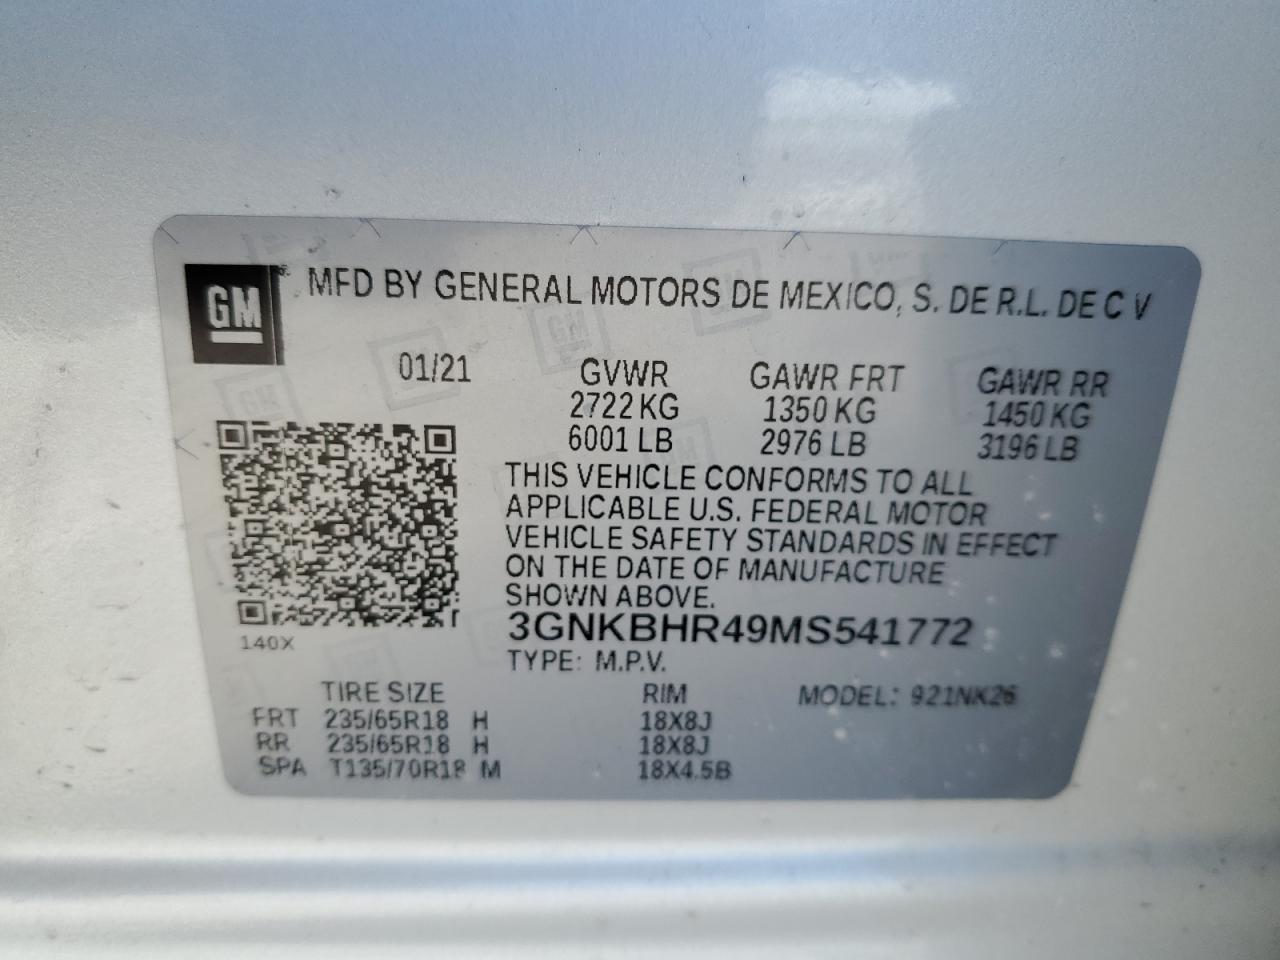 GM
MFD BY GENERAL MOTORS DE MEXICO, S. DE R.L. DE C V
01/21 GVWR GAWR FRT GAWR RR
2722 KG 1350 KG 1450 KG
6001 LB 2976 LB 3196 LB
THIS VEHICLE CONFORMS TO ALL
APPLICABLE U.S. FEDERAL MOTOR
VEHICLE SAFETY STANDARDS IN EFFECT
ON THE DATE OF MANUFACTURE
SHOWN ABOVE.
3GNKBHR49MS541772
140X
TYPE: M.P.V.
TIRE SIZE RIM MODEL: 921NK26
FRT 235/65R18 H 18X8J
RR 235/65R18 H 18X8J
SPA T135/70R18 M 18X4.5B